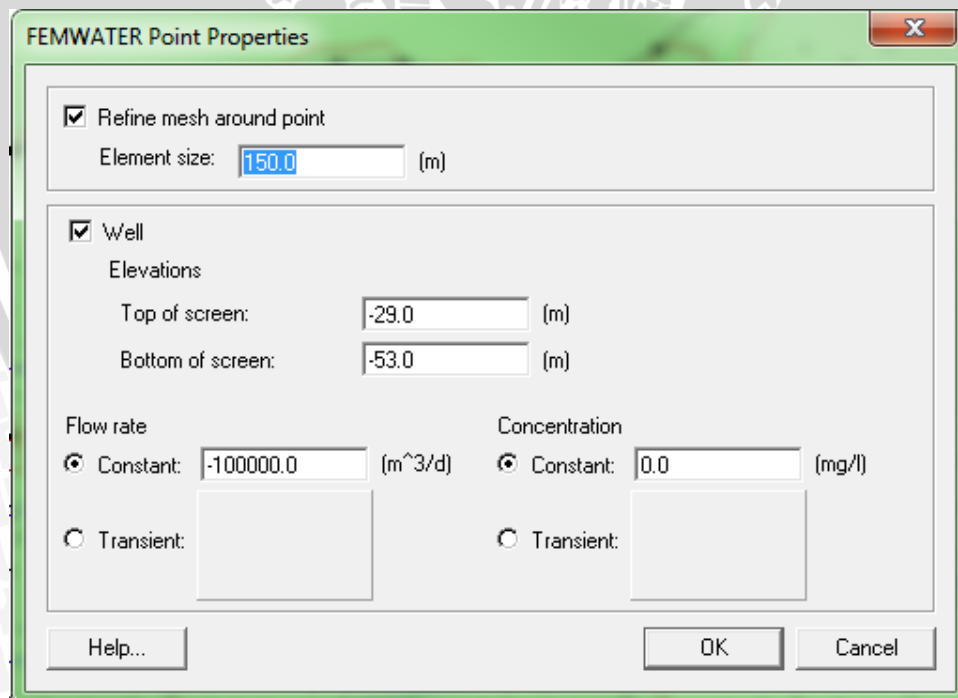 FEMWATER Point Properties
Refine mesh around point
Element size: 150.0 (m)
Well
Elevations
Top of screen: -29.0 (m)
Bottom of screen: -53.0 (m)
Flow rate Concentration
Constant: -100000.0 (m^3/d) Constant: 0.0 (mg/l)
Transient: Transient:
Help... OK Cancel